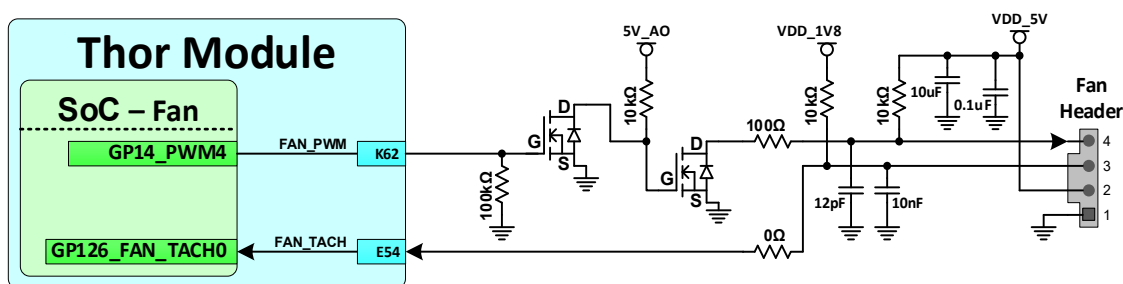 Thor Module
SoC – Fan
GP14_PWM4
FAN_PWM
K62
GP126_FAN_TACH0
FAN_TACH
E54
100kΩ
D
G
S
5V_AO
10kΩ
D
G
S
100Ω
VDD_1V8
10kΩ
12pF
10nF
0Ω
10kΩ
VDD_5V
10uF
0.1uF
Fan
Header
4
3
2
1